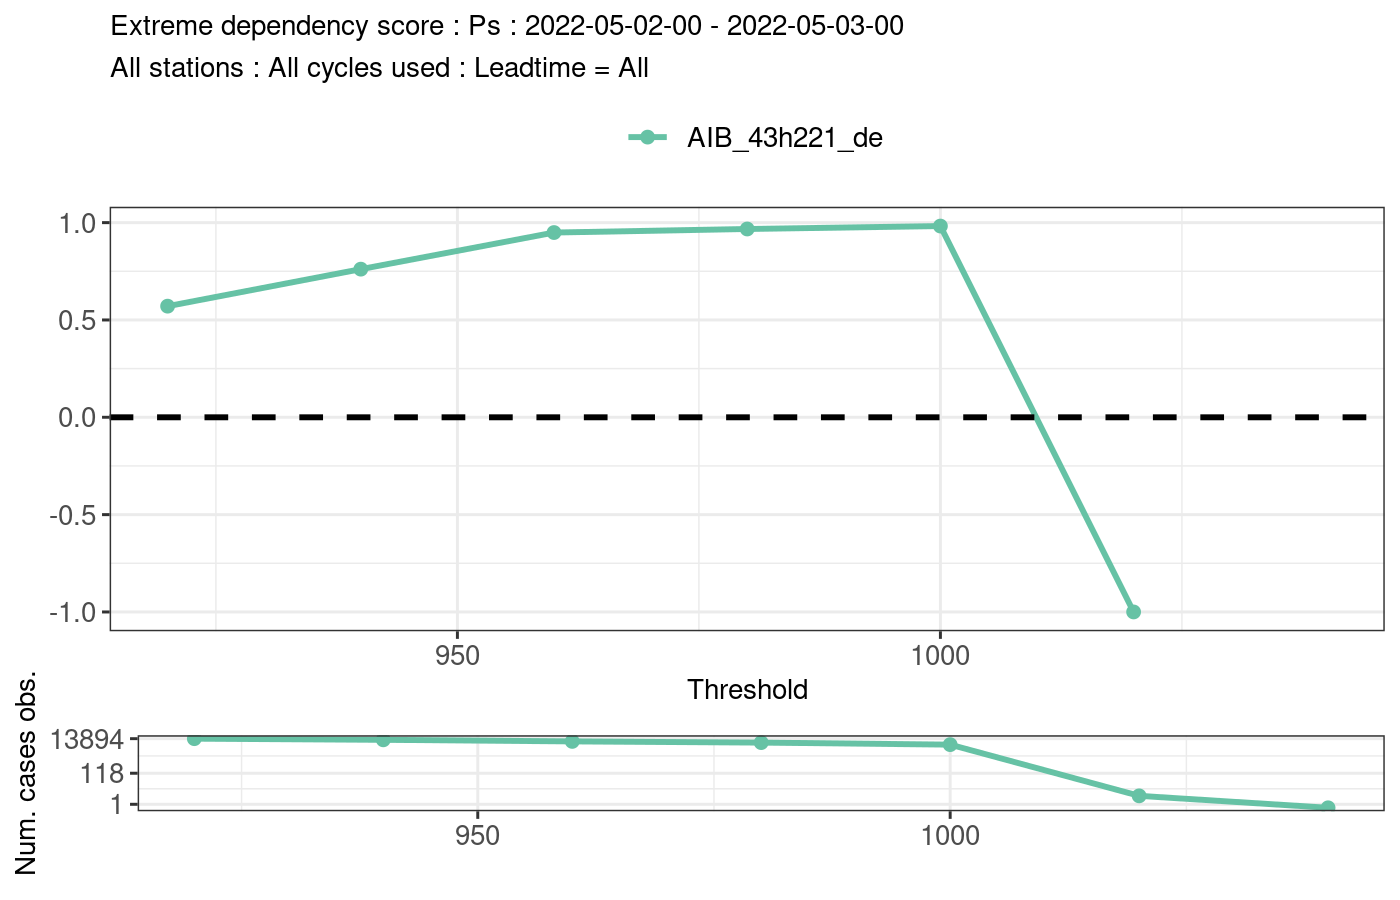 Extreme dependency score : Ps : 2022-05-02-00 - 2022-05-03-00
All stations : All cycles used : Leadtime = All
AIB_43h221_de
1.0
0.5
0.0
-0.5
-1.0
950 1000
Threshold
Num. cases obs.
13894
118
1
950 1000